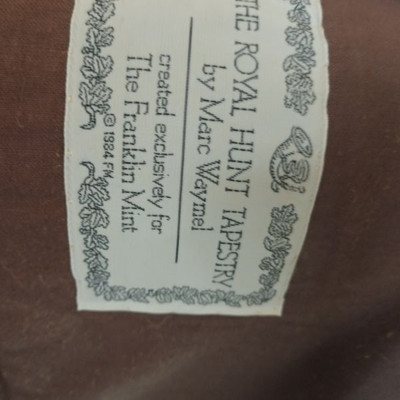 THE ROYAL HUNT TAPESTRY
by Marc Waymel
created exclusively for
The Franklin Mint
© 1984 FM